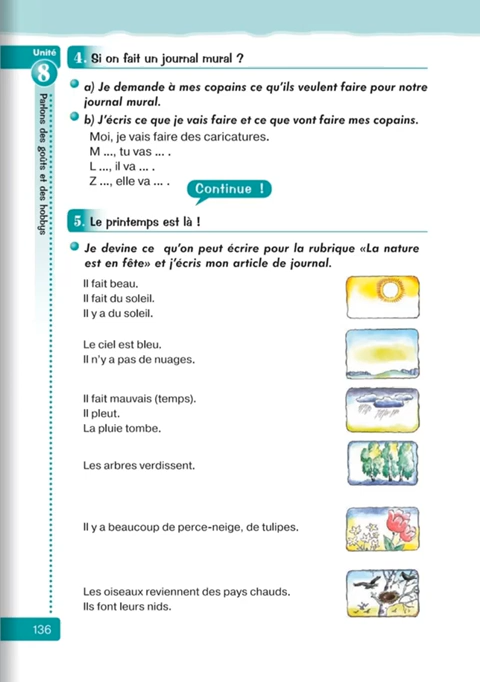 Unité
8
Parlons des goûts et des hobbys
4. Si on fait un journal mural ?
a) Je demande à mes copains ce qu'ils veulent faire pour notre
journal mural.
b) J'écris ce que je vais faire et ce que vont faire mes copains.
Moi, je vais faire des caricatures.
M ..., tu vas ... .
L ..., il va ... .
Z ..., elle va ... .
Continue !
5. Le printemps est là !
Je devine ce qu'on peut écrire pour la rubrique «La nature
est en fête» et j'écris mon article de journal.
Il fait beau.
Il fait du soleil.
Il y a du soleil.
Le ciel est bleu.
Il n'y a pas de nuages.
Il fait mauvais (temps).
Il pleut.
La pluie tombe.
Les arbres verdissent.
Il y a beaucoup de perce-neige, de tulipes.
Les oiseaux reviennent des pays chauds.
Ils font leurs nids.
136